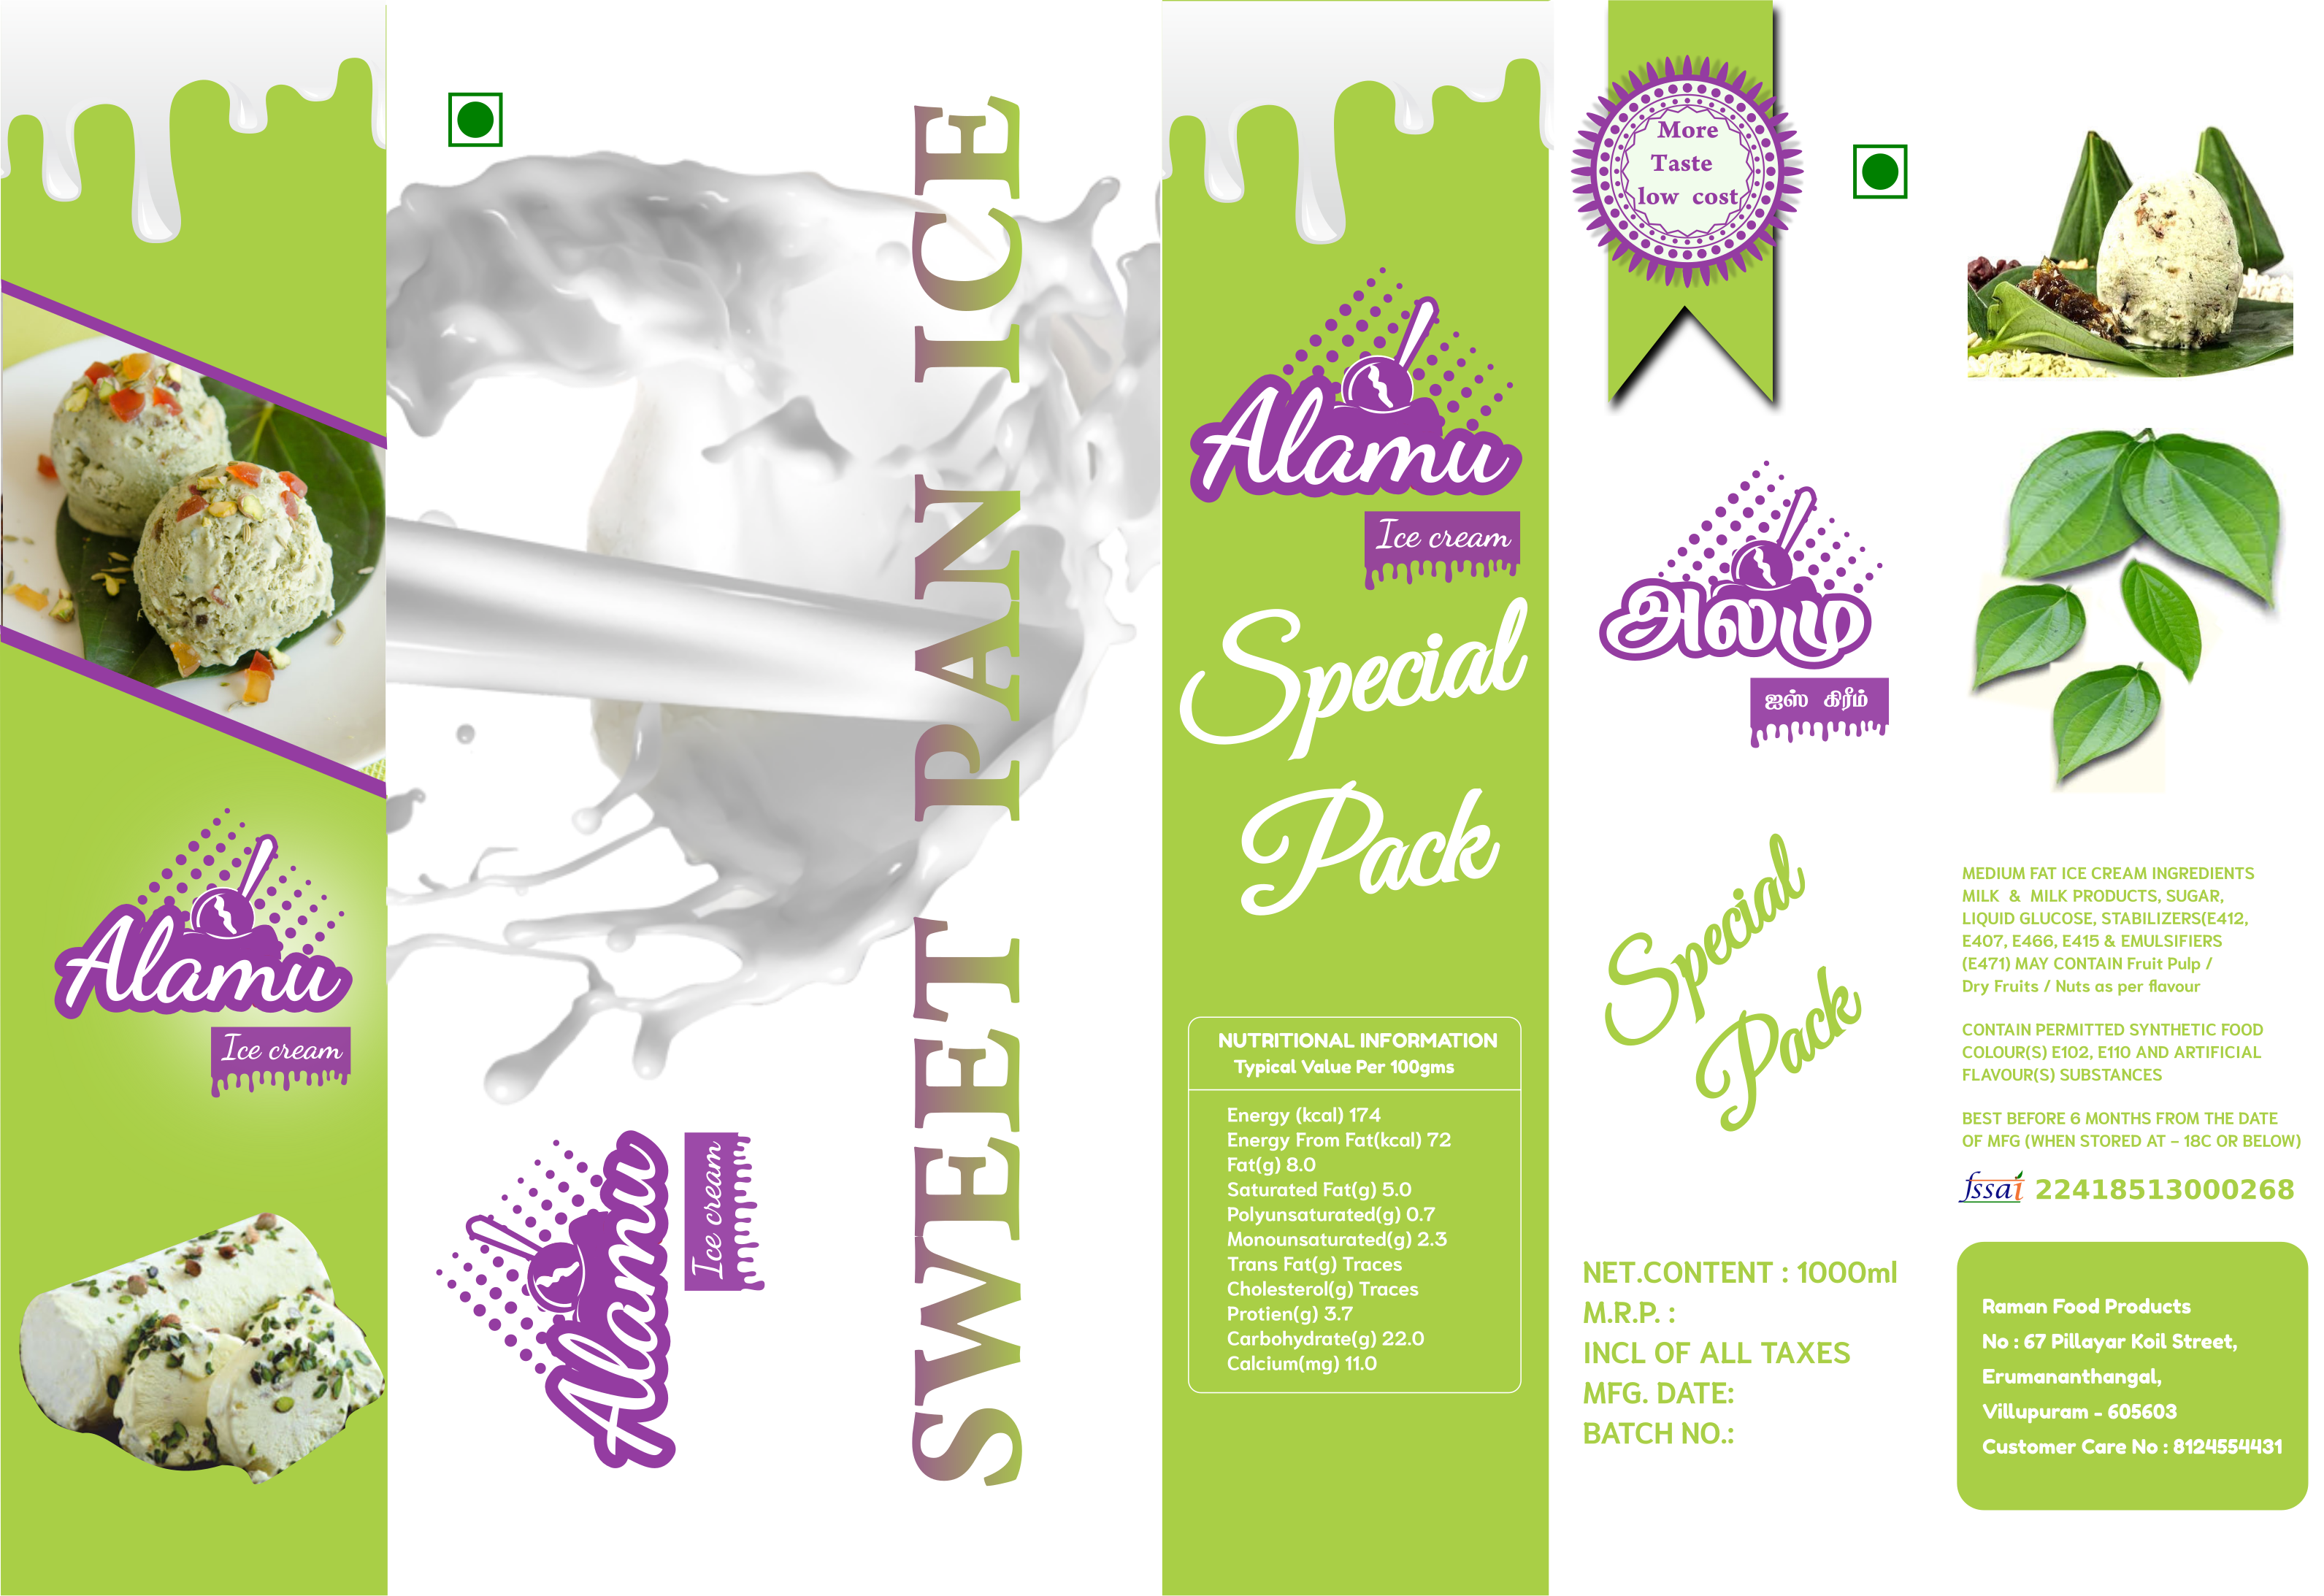 Alamu
Ice cream
Alamu
Ice cream
SWEET PAN ICE
Alamu
Ice cream
Special
Pack
NUTRITIONAL INFORMATION
Typical Value Per 100gms
Energy (kcal) 174
Energy From Fat(kcal) 72
Fat(g) 8.0
Saturated Fat(g) 5.0
Polyunsaturated(g) 0.7
Monounsaturated(g) 2.3
Trans Fat(g) Traces
Cholesterol(g) Traces
Protien(g) 3.7
Carbohydrate(g) 22.0
Calcium(mg) 11.0
More
Taste
low cost
அலமு
ஐஸ் கிரீம்
Special
Pack
NET.CONTENT : 1000ml
M.R.P. :
INCL OF ALL TAXES
MFG. DATE:
BATCH NO.:
MEDIUM FAT ICE CREAM INGREDIENTS
MILK & MILK PRODUCTS, SUGAR,
LIQUID GLUCOSE, STABILIZERS(E412,
E407, E466, E415 & EMULSIFIERS
(E471) MAY CONTAIN Fruit Pulp /
Dry Fruits / Nuts as per flavour
CONTAIN PERMITTED SYNTHETIC FOOD
COLOUR(S) E102, E110 AND ARTIFICIAL
FLAVOUR(S) SUBSTANCES
BEST BEFORE 6 MONTHS FROM THE DATE
OF MFG (WHEN STORED AT - 18C OR BELOW)
fssai 22418513000268
Raman Food Products
No : 67 Pillayar Koil Street,
Erumananthangal,
Villupuram - 605603
Customer Care No : 8124554431